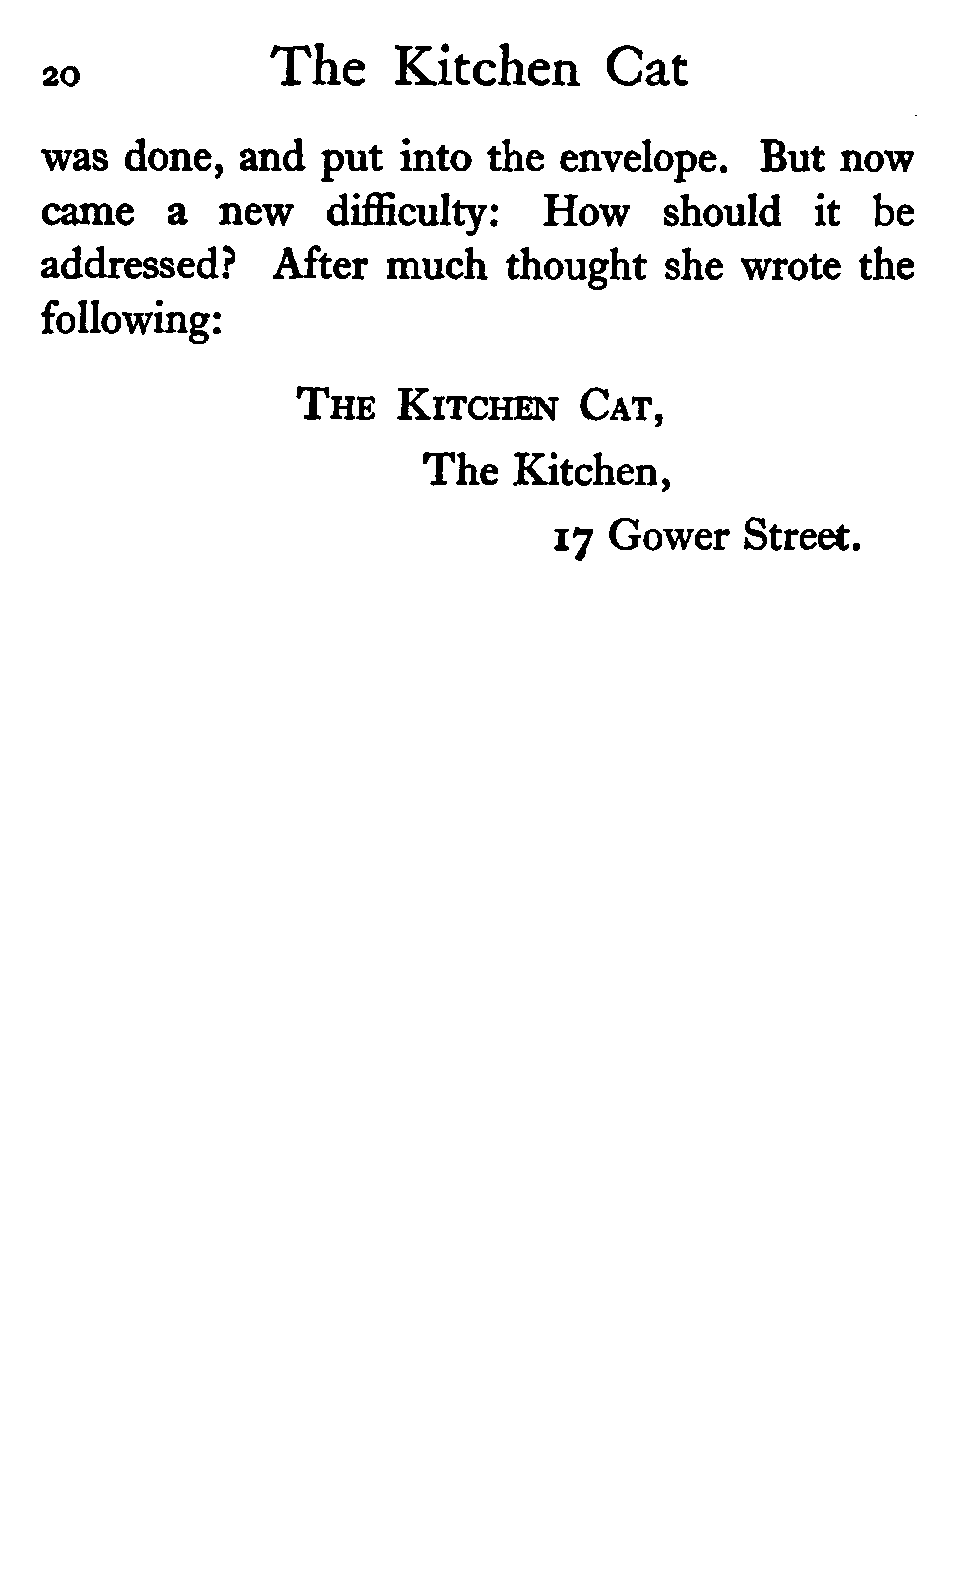 20 The Kitchen Cat
was done, and put into the envelope. But now
came a new difficulty: How should it be
addressed? After much thought she wrote the
following:
THE KITCHEN CAT,
The Kitchen,
17 Gower Street.